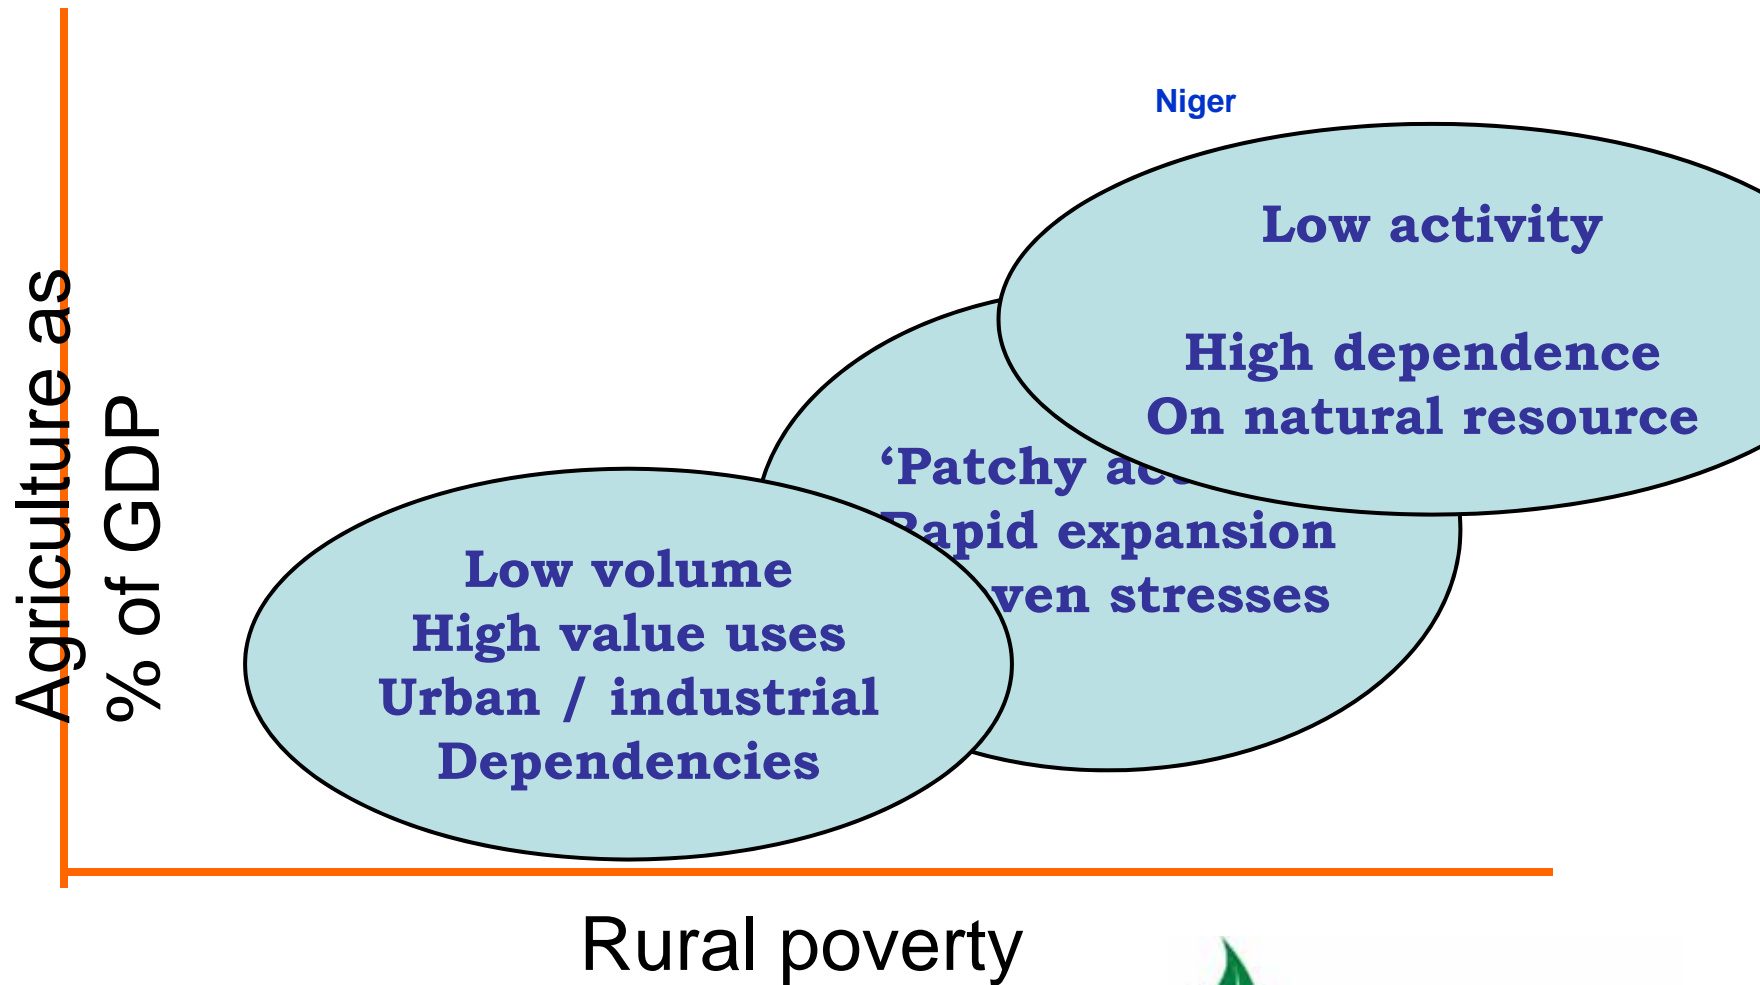 Niger
Low activity
High dependence
On natural resource
‘Patchy
Rapid expansion
stresses
Low volume
High value uses
Urban / industrial
Dependencies
Agriculture as
% of GDP
Rural poverty